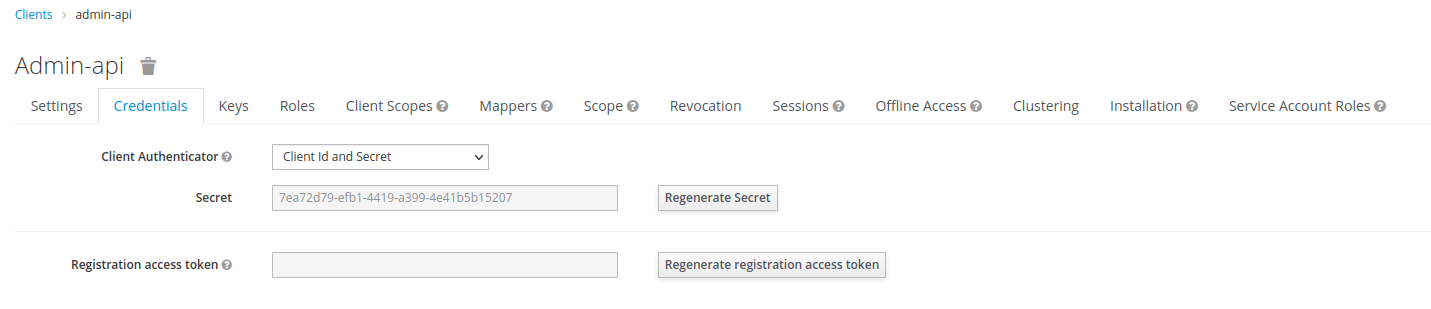 Clients > admin-api
Admin-api
Settings Credentials Keys Roles Client Scopes Mappers Scope Revocation Sessions Offline Access Clustering Installation Service Account Roles
Client Authenticator Client Id and Secret
Secret 7ea72d79-efb1-4419-a399-4e41b5b15207 Regenerate Secret
Registration access token Regenerate registration access token